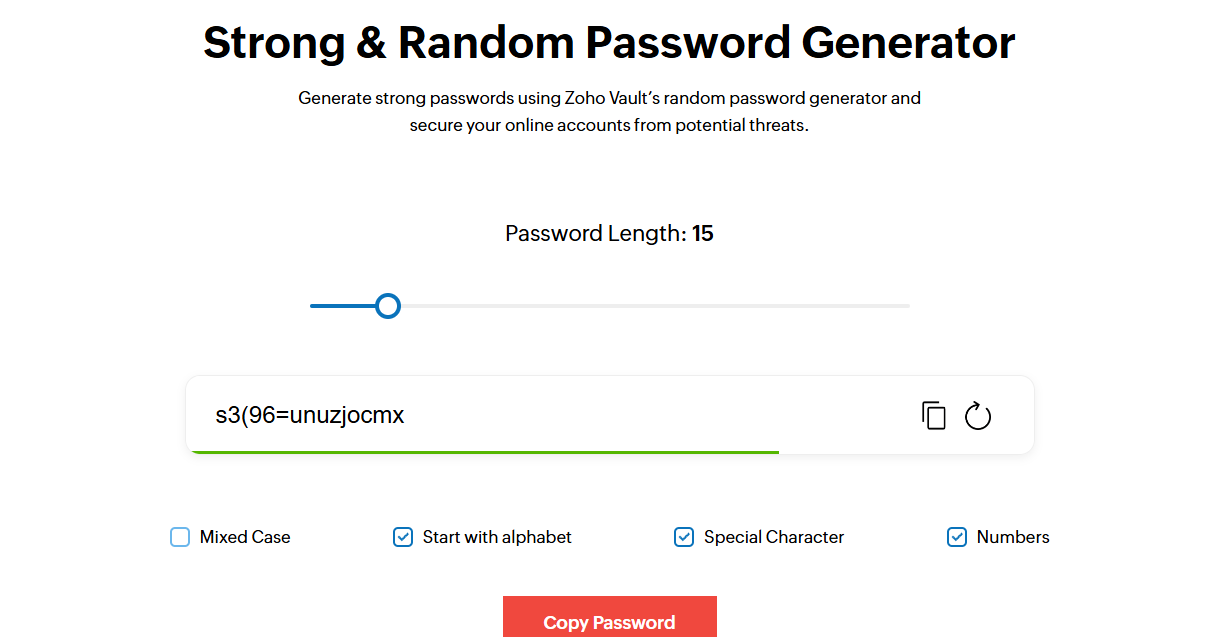 Strong & Random Password Generator
Generate strong passwords using Zoho Vault’s random password generator and
secure your online accounts from potential threats.
Password Length: 15
s3(96=unuzjocmx
Mixed Case Start with alphabet Special Character Numbers
Copy Password